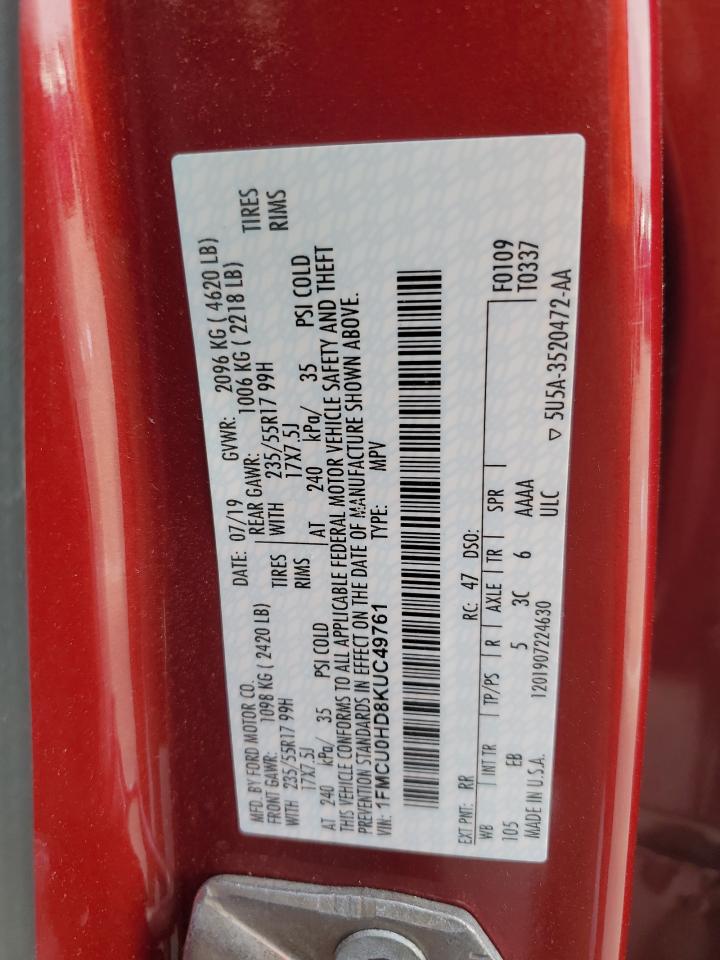 MFD. BY FORD MOTOR CO.
DATE: 07/19 GVWR: 2096 KG ( 4620 LB)
FRONT GAWR: 1098 KG ( 2420 LB) REAR GAWR: 1006 KG ( 2218 LB)
WITH 235/55R17 99H TIRES WITH 235/55R17 99H TIRES
17X7.5J RIMS 17X7.5J RIMS
AT 240 kPa/ 35 PSI COLD AT 240 kPa/ 35 PSI COLD
THIS VEHICLE CONFORMS TO ALL APPLICABLE FEDERAL MOTOR VEHICLE SAFETY AND THEFT
PREVENTION STANDARDS IN EFFECT ON THE DATE OF MANUFACTURE SHOWN ABOVE.
VIN: 1FMCU0HD8KUC49761 TYPE: MPV
EXT PNT: RR RC: 47 DSO: F0109
WB INT TR TP/PS R AXLE TR SPR T0337
105 EB 5 3C 6 AAAA
1201907224630 ULC ▽ 5U5A-3520472-AA
MADE IN U.S.A.